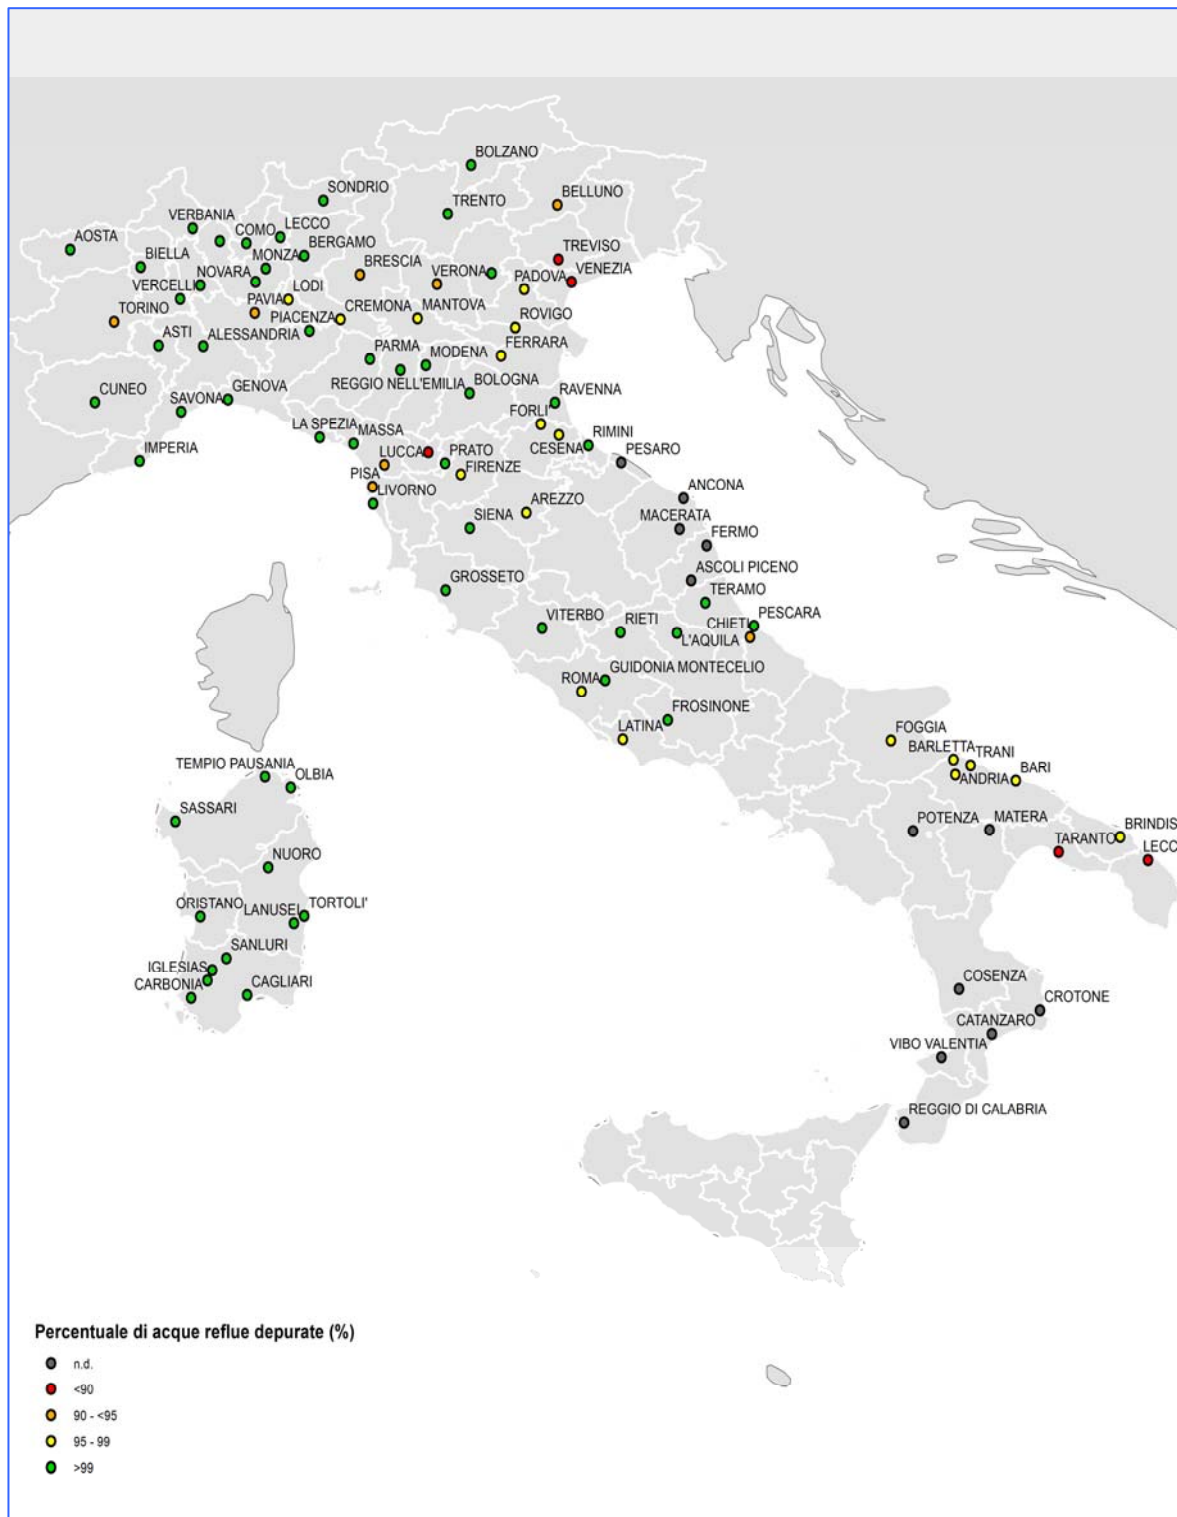 BOLZANO
SONDRIO
BELLUNO
TRENTO
VERBANIA
COMO
LECCO
AOSTA
BERGAMO
TREVISO
BIELLA
MONZA
BRESCIA
VERONA
VENEZIA
NOVARA
PADOVA
VERCELLI
LODI
PAVIA
TORINO
CREMONA
MANTOVA
PIACENZA
ROVIGO
ASTI
ALESSANDRIA
FERRARA
PARMA
MODENA
CUNEO
GENOVA
REGGIO NELL'EMILIA
BOLOGNA
SAVONA
RAVENNA
FORLI'
LA SPEZIA
MASSA
RIMINI
CESENA
IMPERIA
LUCCA
PRATO
PESARO
PISA
FIRENZE
LIVORNO
ANCONA
AREZZO
SIENA
MACERATA
FERMO
ASCOLI PICENO
GROSSETO
TERAMO
VITERBO
RIETI
CHIETI
PESCARA
L'AQUILA
GUIDONIA MONTECELIO
ROMA
FROSINONE
LATINA
FOGGIA
BARLETTA
TRANI
TEMPIO PAUSANIA
OLBIA
ANDRIA
BARI
SASSARI
POTENZA
MATERA
BRINDIS
TARANTO
NUORO
LECC
ORISTANO
LANUSEI
TORTOLI'
SANLURI
IGLESIAS
CARBONIA
CAGLIARI
COSENZA
CROTONE
CATANZARO
VIBO VALENTIA
REGGIO DI CALABRIA
Percentuale di acque reflue depurate (%)
n.d.
<90
90 - <95
95 - 99
>99